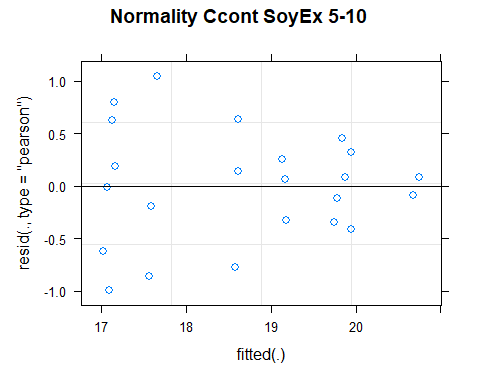 Normality Ccont SoyEx 5-10
resid(., type = "pearson")
1.0
0.5
0.0
-0.5
-1.0
17 18 19 20
fitted(.)